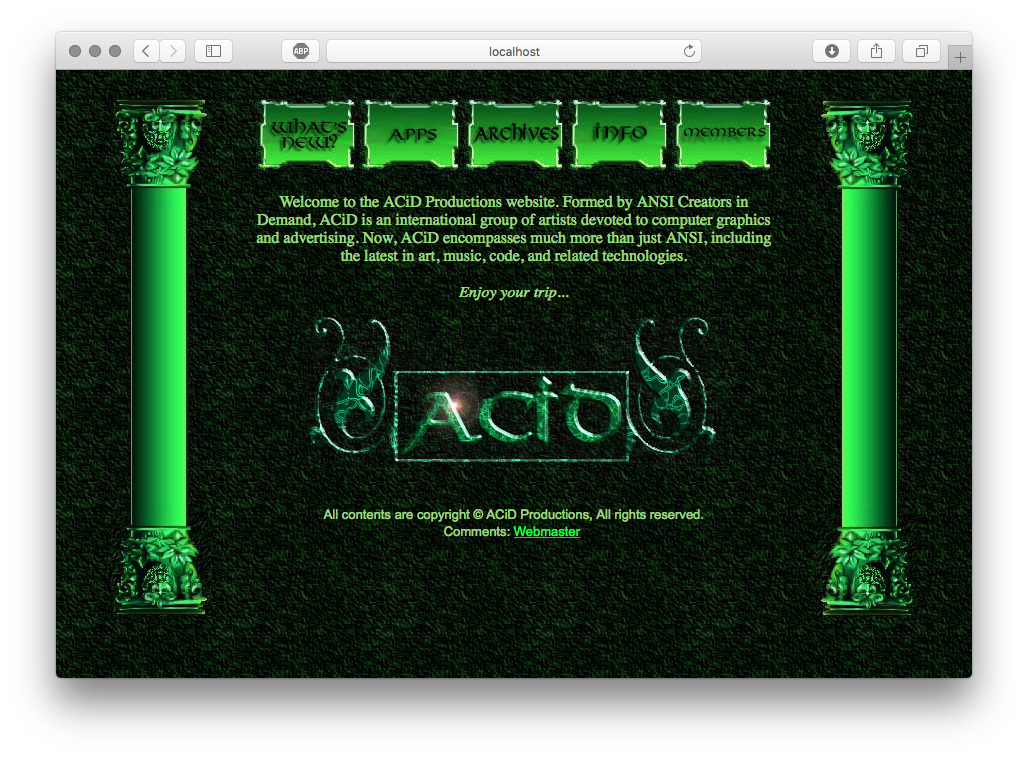 ABP
localhost
WHAT'S NEW?
APPS
ARCHIVES
INFO
MEMBERS
Welcome to the ACiD Productions website. Formed by ANSI Creators in
Demand, ACiD is an international group of artists devoted to computer graphics
and advertising. Now, ACiD encompasses much more than just ANSI, including
the latest in art, music, code, and related technologies.
Enjoy your trip...
ACiD
All contents are copyright © ACiD Productions, All rights reserved.
Comments: Webmaster